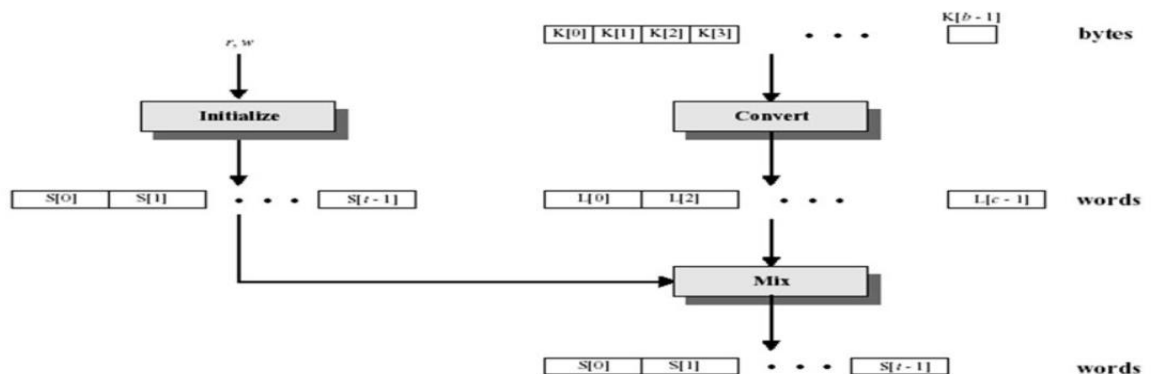 K[b - 1]
r, w
K[0] K[1] K[2] K[3] • • • bytes
Initialize Convert
S[0] S[1] • • • S[t - 1] L[0] L[2] • • • L[c - 1] words
Mix
S[0] S[1] • • • S[t - 1] words